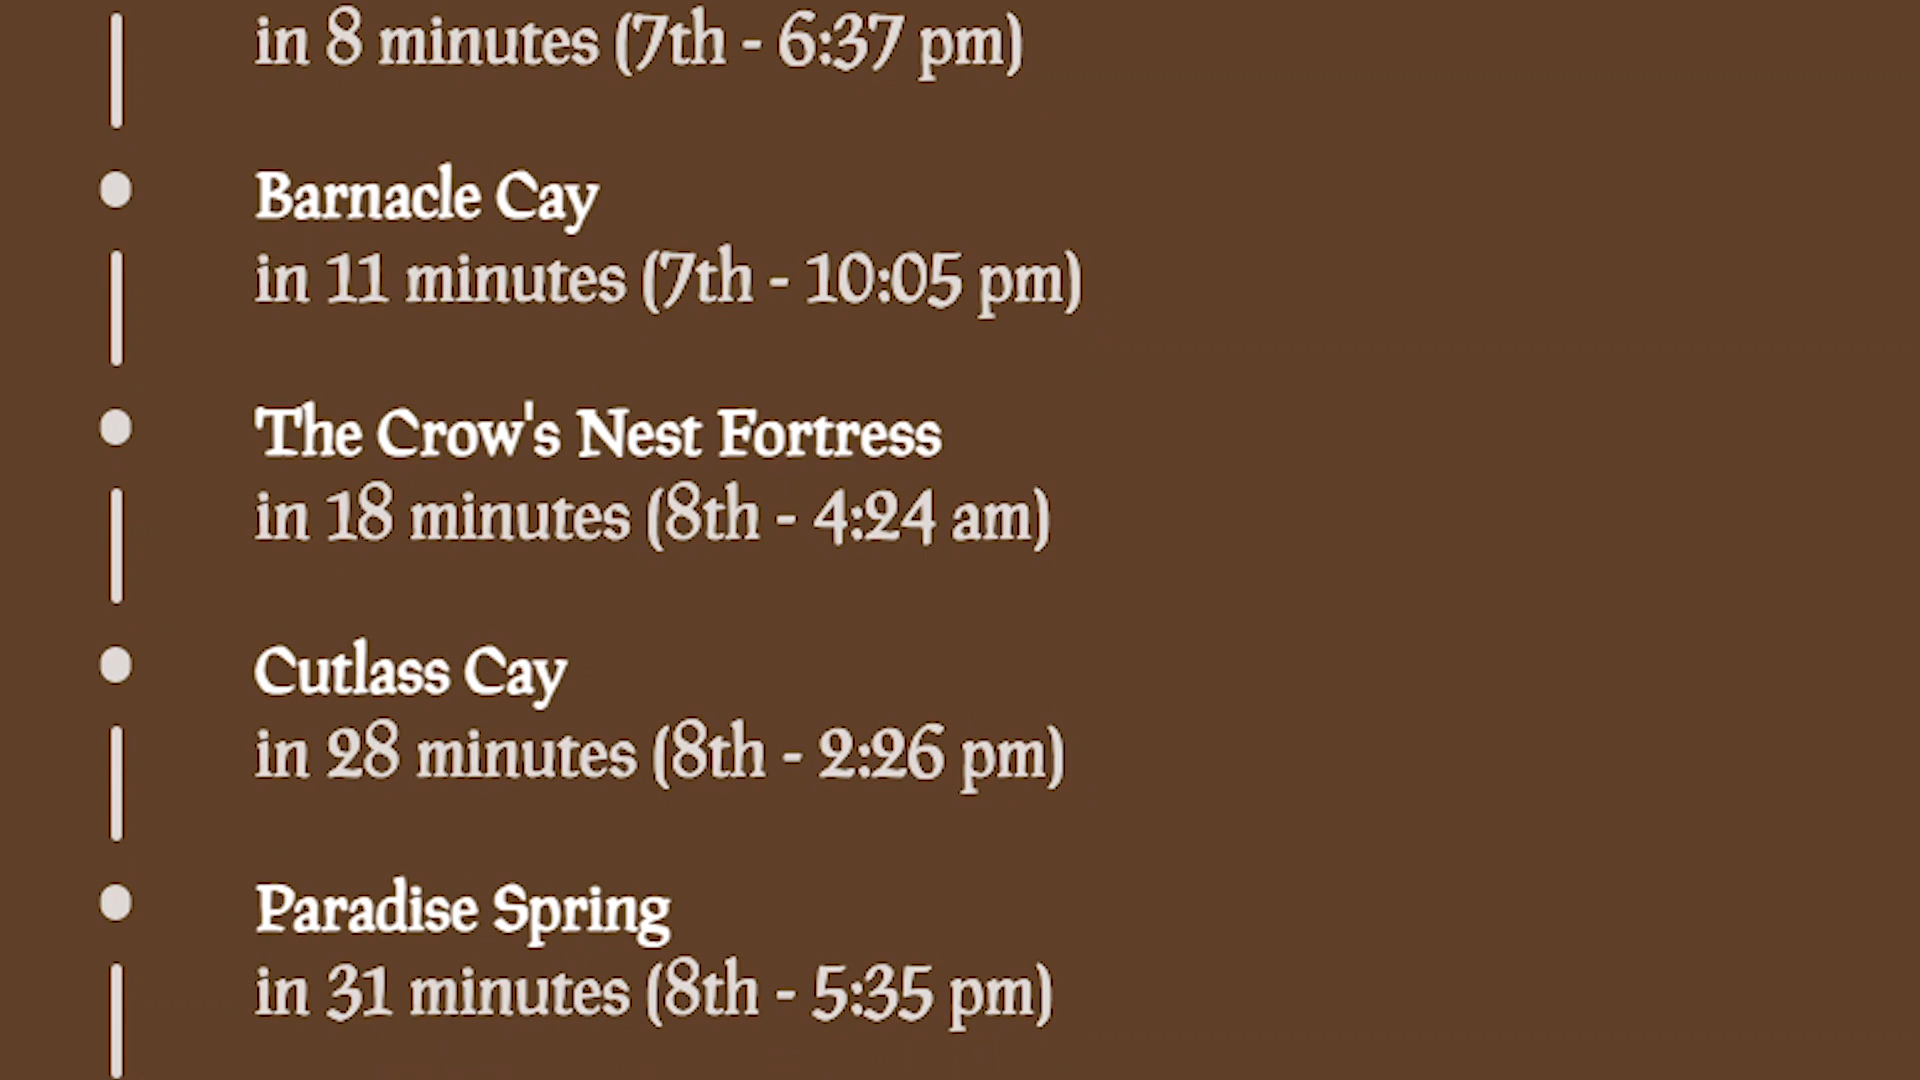 in 8 minutes (7th - 6:37 pm)
Barnacle Cay
in 11 minutes (7th - 10:05 pm)
The Crow's Nest Fortress
in 18 minutes (8th - 4:24 am)
Cutlass Cay
in 28 minutes (8th - 2:26 pm)
Paradise Spring
in 31 minutes (8th - 5:35 pm)